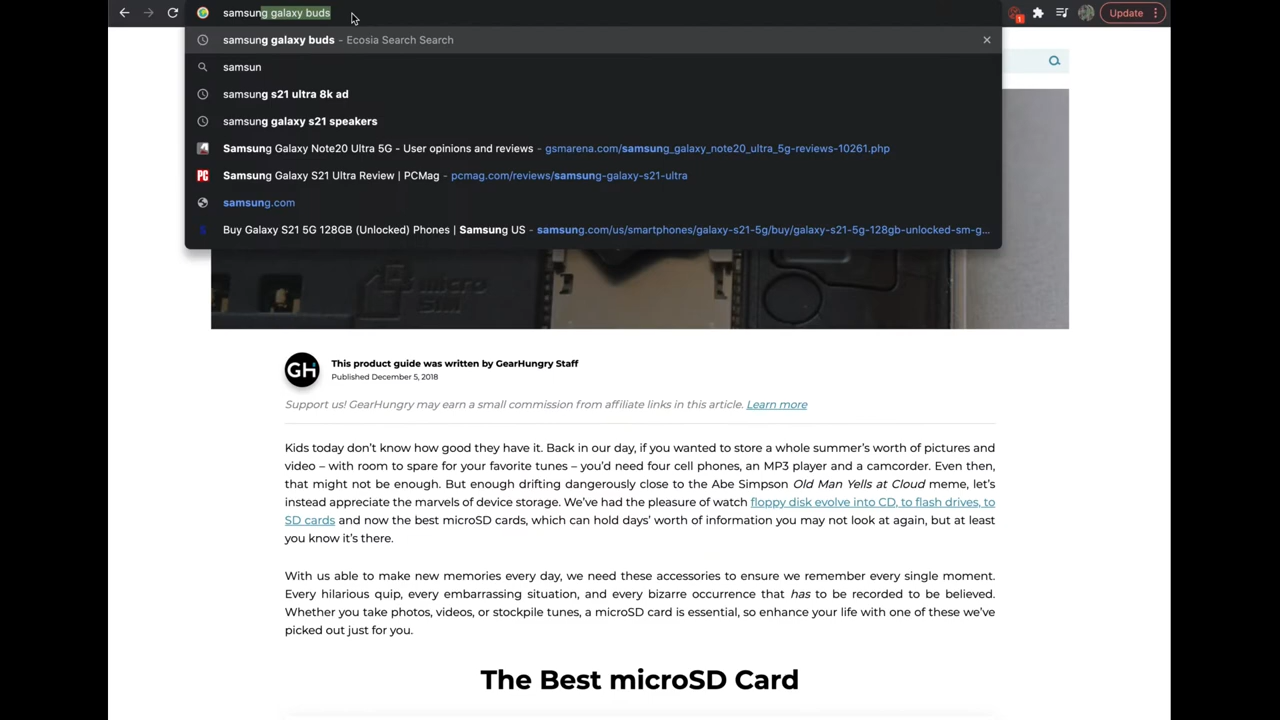 samsung galaxy buds
1
Update
samsung galaxy buds - Ecosia Search Search
samsun
samsung s21 ultra 8k ad
samsung galaxy s21 speakers
Samsung Galaxy Note20 Ultra 5G - User opinions and reviews - gsmarena.com/samsung_galaxy_note20_ultra_5g-reviews-10261.php
PC Samsung Galaxy S21 Ultra Review | PCMag - pcmag.com/reviews/samsung-galaxy-s21-ultra
samsung.com
S Buy Galaxy S21 5G 128GB (Unlocked) Phones | Samsung US - samsung.com/us/smartphones/galaxy-s21-5g/buy/galaxy-s21-5g-128gb-unlocked-sm-g...
micro
SIM
GH This product guide was written by GearHungry Staff
Published December 5, 2018
Support us! GearHungry may earn a small commission from affiliate links in this article. Learn more
Kids today don't know how good they have it. Back in our day, if you wanted to store a whole summer's worth of pictures and
video – with room to spare for your favorite tunes – you'd need four cell phones, an MP3 player and a camcorder. Even then,
that might not be enough. But enough drifting dangerously close to the Abe Simpson Old Man Yells at Cloud meme, let's
instead appreciate the marvels of device storage. We've had the pleasure of watch floppy disk evolve into CD, to flash drives, to
SD cards and now the best microSD cards, which can hold days' worth of information you may not look at again, but at least
you know it's there.
With us able to make new memories every day, we need these accessories to ensure we remember every single moment.
Every hilarious quip, every embarrassing situation, and every bizarre occurrence that has to be recorded to be believed.
Whether you take photos, videos, or stockpile tunes, a microSD card is essential, so enhance your life with one of these we've
picked out just for you.
The Best microSD Card